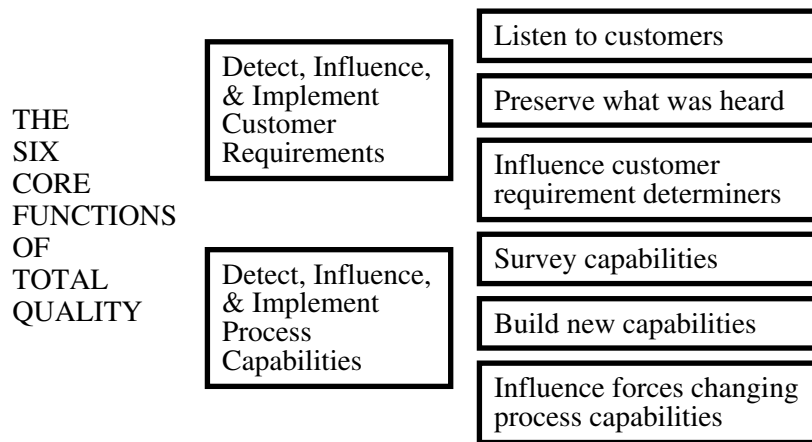 THE
SIX
CORE
FUNCTIONS
OF
TOTAL
QUALITY
Detect, Influence,
& Implement
Customer
Requirements
Listen to customers
Preserve what was heard
Influence customer
requirement determiners
Detect, Influence,
& Implement
Process
Capabilities
Survey capabilities
Build new capabilities
Influence forces changing
process capabilities